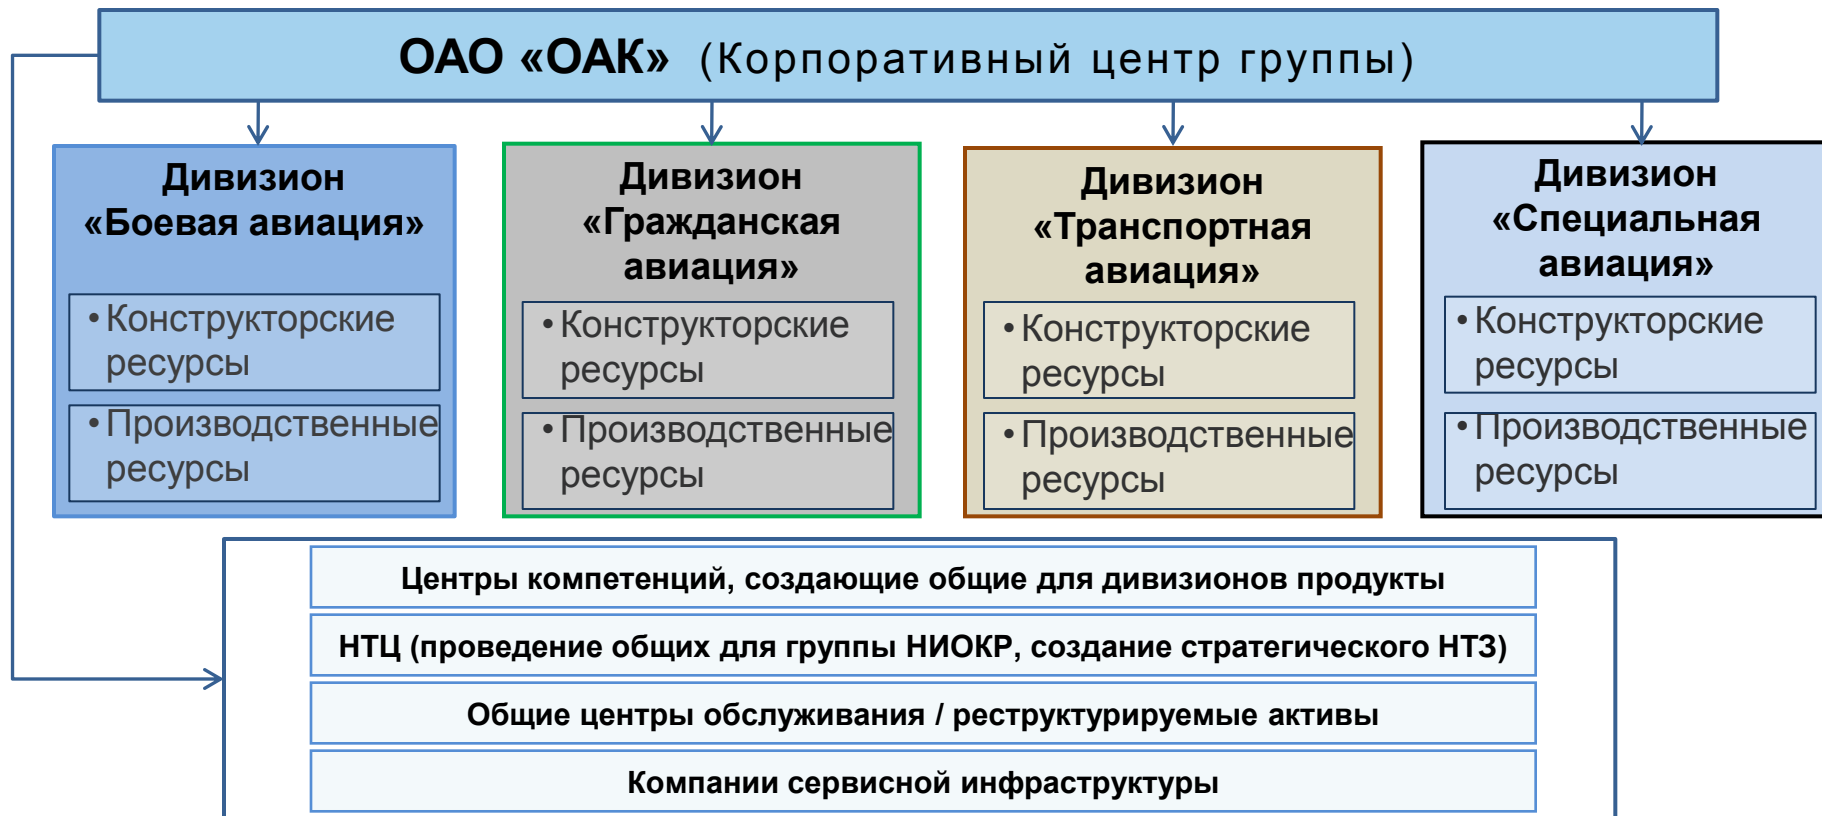 ОАО «ОАК» (Корпоративный центр группы)
Дивизион
«Боевая авиация»
• Конструкторские
ресурсы
• Производственные
ресурсы
Дивизион
«Гражданская
авиация»
• Конструкторские
ресурсы
• Производственные
ресурсы
Дивизион
«Транспортная
авиация»
• Конструкторские
ресурсы
• Производственные
ресурсы
Дивизион
«Специальная
авиация»
• Конструкторские
ресурсы
• Производственные
ресурсы
Центры компетенций, создающие общие для дивизионов продукты
НТЦ (проведение общих для группы НИОКР, создание стратегического НТЗ)
Общие центры обслуживания / реструктурируемые активы
Компании сервисной инфраструктуры